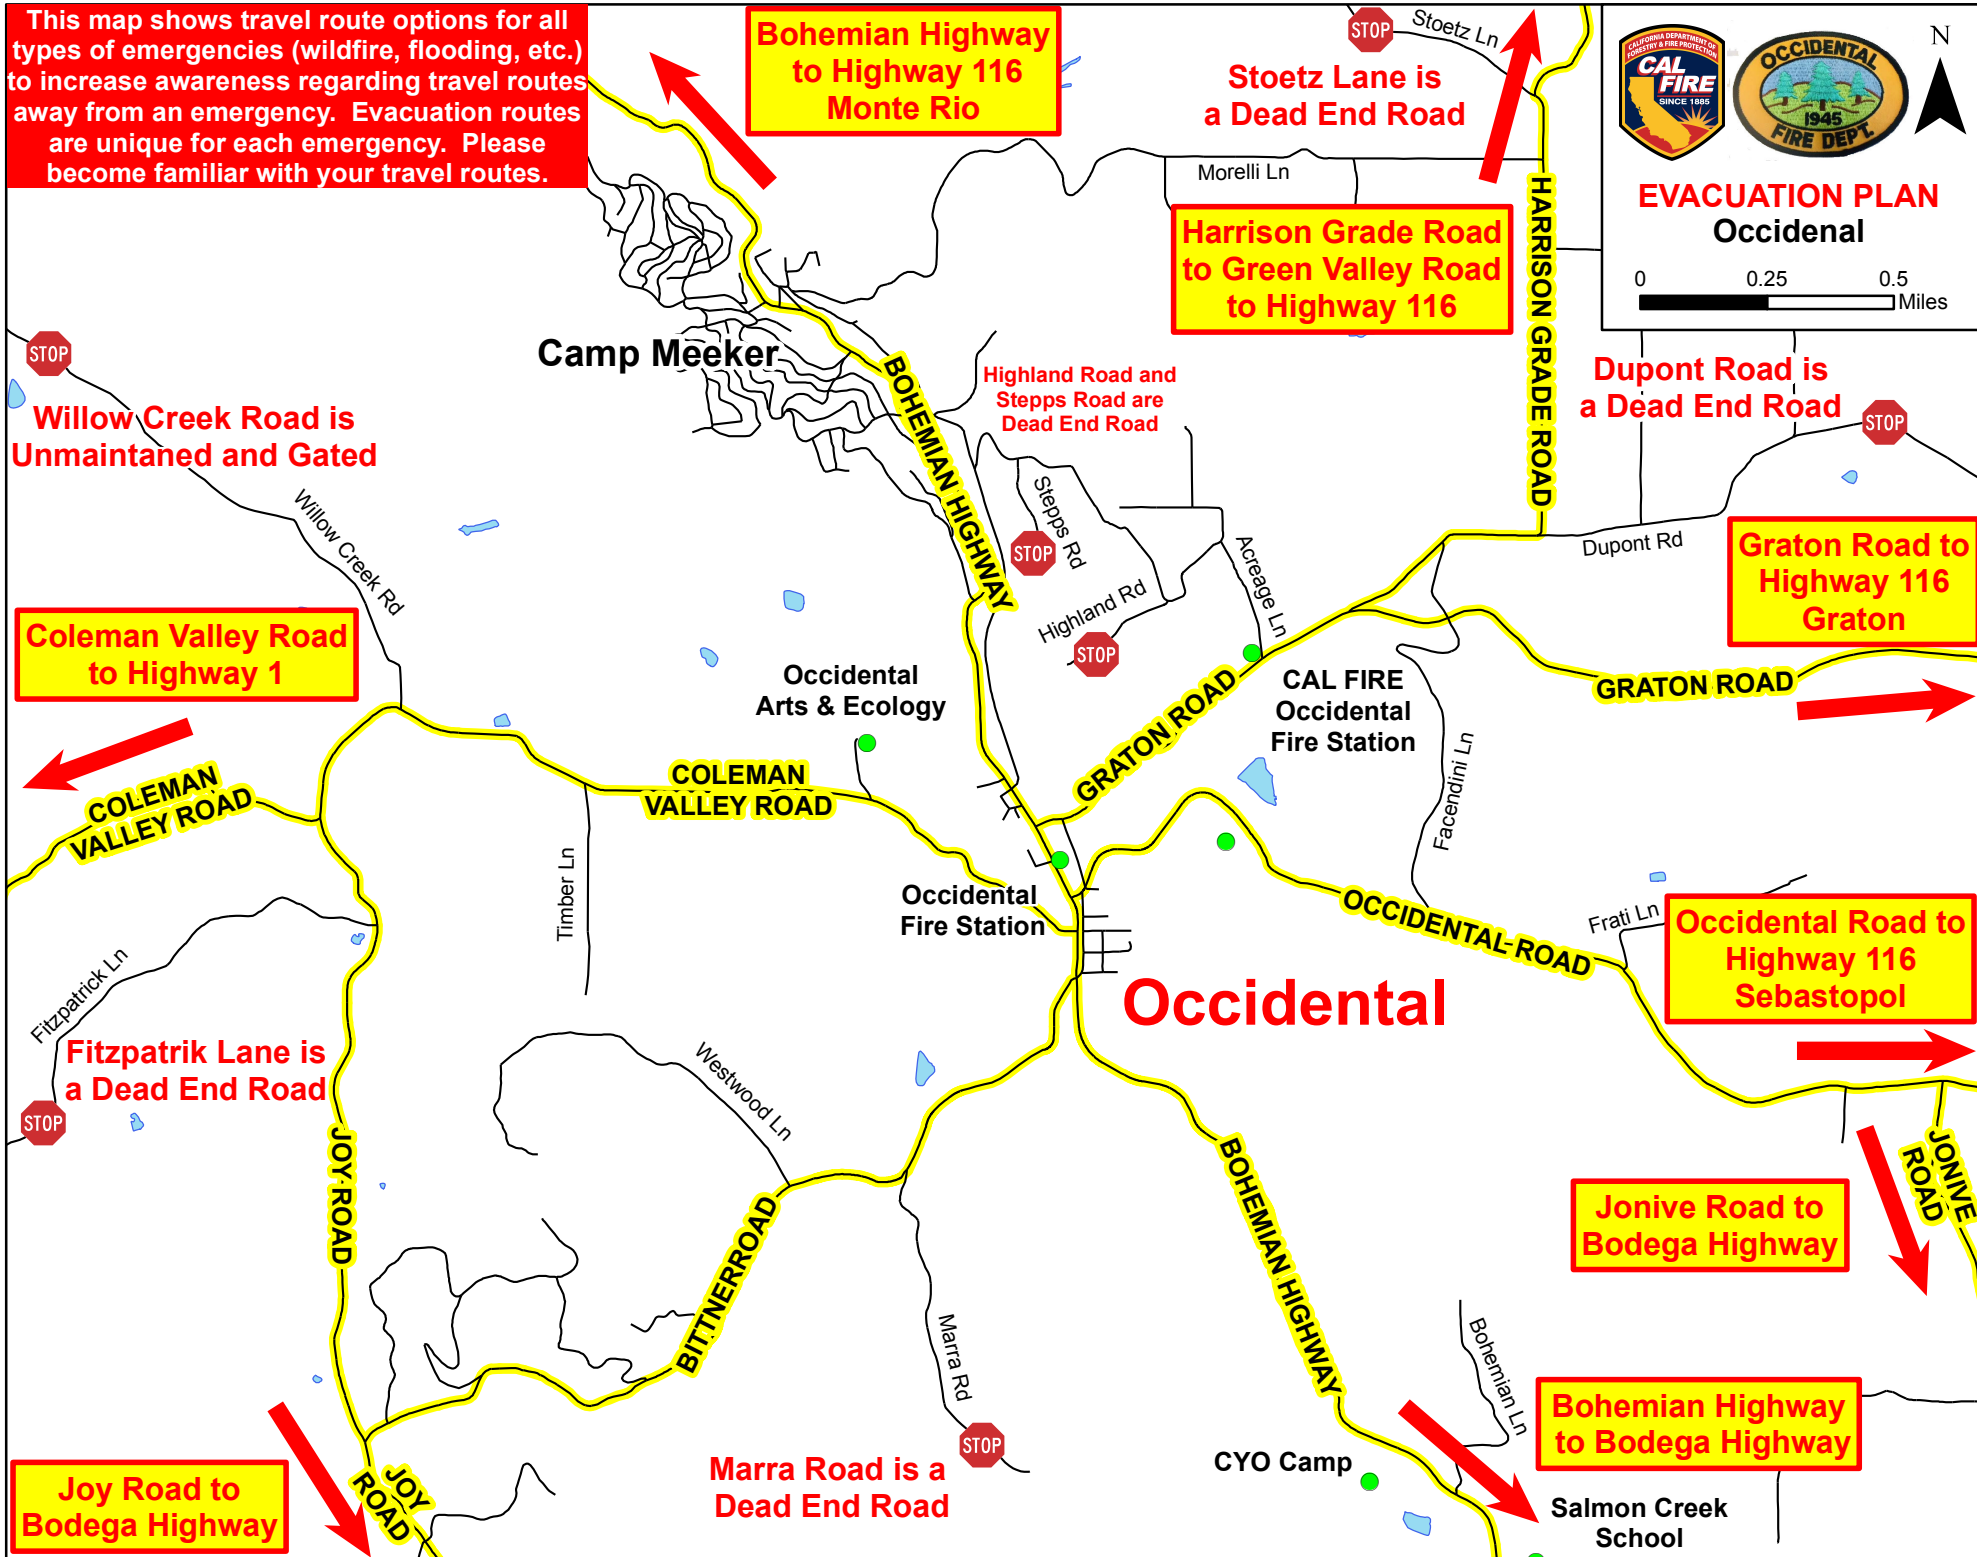 This map shows travel route options for all
types of emergencies (wildfire, flooding, etc.)
to increase awareness regarding travel routes
away from an emergency. Evacuation routes
are unique for each emergency. Please
become familiar with your travel routes.
Bohemian Highway
to Highway 116
Monte Rio
STOP
Stoetz Ln
Stoetz Lane is
a Dead End Road
CALIFORNIA DEPARTMENT OF
FORESTRY & FIRE PROTECTION
CAL
FIRE
SINCE 1885
OCCIDENTAL
1945
FIRE DEPT.
N
EVACUATION PLAN
Occidenal
0 0.25 0.5
Miles
Morelli Ln
Harrison Grade Road
to Green Valley Road
to Highway 116
HARRISON GRADE ROAD
STOP
Willow Creek Road is
Unmaintaned and Gated
Willow Creek Rd
Camp Meeker
BOHEMIAN HIGHWAY
Highland Road and
Stepps Road are
Dead End Road
Stepps Rd
STOP
Highland Rd
STOP
Acreage Ln
Dupont Road is
a Dead End Road
STOP
Dupont Rd
Graton Road to
Highway 116
Graton
GRATON ROAD
Coleman Valley Road
to Highway 1
COLEMAN
VALLEY ROAD
Occidental
Arts & Ecology
COLEMAN
VALLEY ROAD
GRATON ROAD
CAL FIRE
Occidental
Fire Station
Facendini Ln
Timber Ln
Occidental
Fire Station
OCCIDENTAL ROAD
Frati Ln
Occidental Road to
Highway 116
Sebastopol
Occidental
Fitzpatrick Ln
Fitzpatrik Lane is
a Dead End Road
STOP
JOY ROAD
Westwood Ln
BITTNERROAD
BOHEMIAN HIGHWAY
JONIVE
ROAD
Jonive Road to
Bodega Highway
Marra Rd
STOP
Marra Road is a
Dead End Road
Bohemian Ln
Bohemian Highway
to Bodega Highway
CYO Camp
Salmon Creek
School
Joy Road to
Bodega Highway
JOY
ROAD